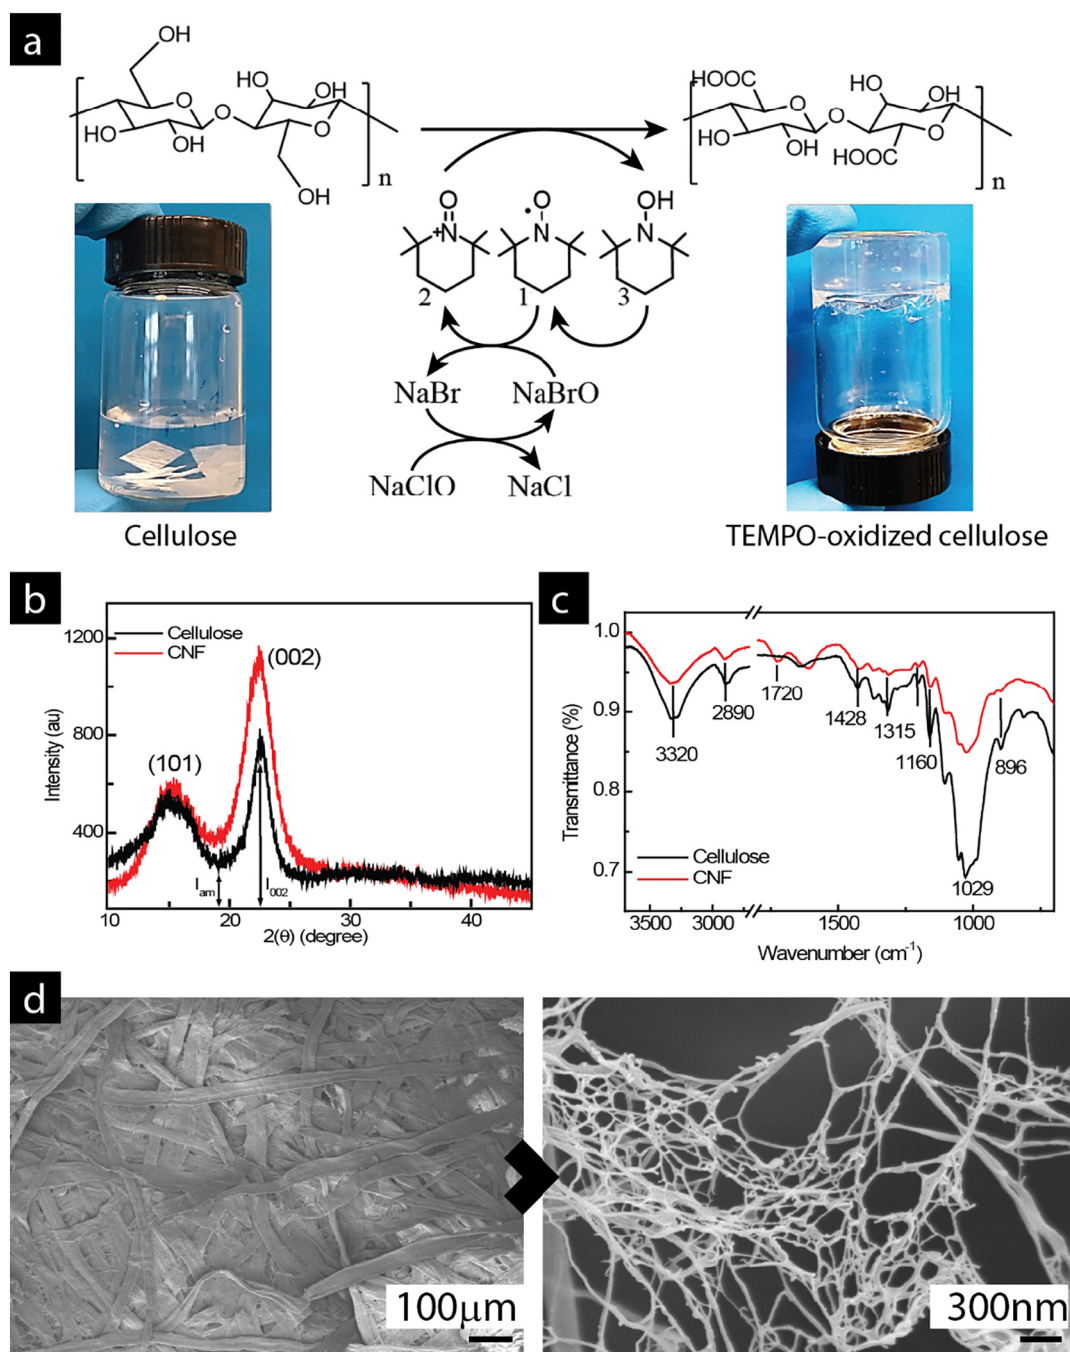 a
OH
HO
OH
O
O
HO
OH
O
OH
n
HOOC
O
HO
OH
O
HO
OH
O
HOOC
n
O
N
+
2
O
•
N
1
OH
N
3
NaBr
NaBrO
NaClO
NaCl
Cellulose
TEMPO-oxidized cellulose
b
Cellulose
CNF
(002)
(101)
1200
800
400
Intensity (au)
Iam
I002
10
20
30
40
2(θ) (degree)
c
1.0
0.9
0.8
0.7
Transmittance (%)
3320
2890
1720
1428
1315
1160
1029
896
Cellulose
CNF
3500
3000
1500
1000
Wavenumber (cm-1)
d
100μm
300nm